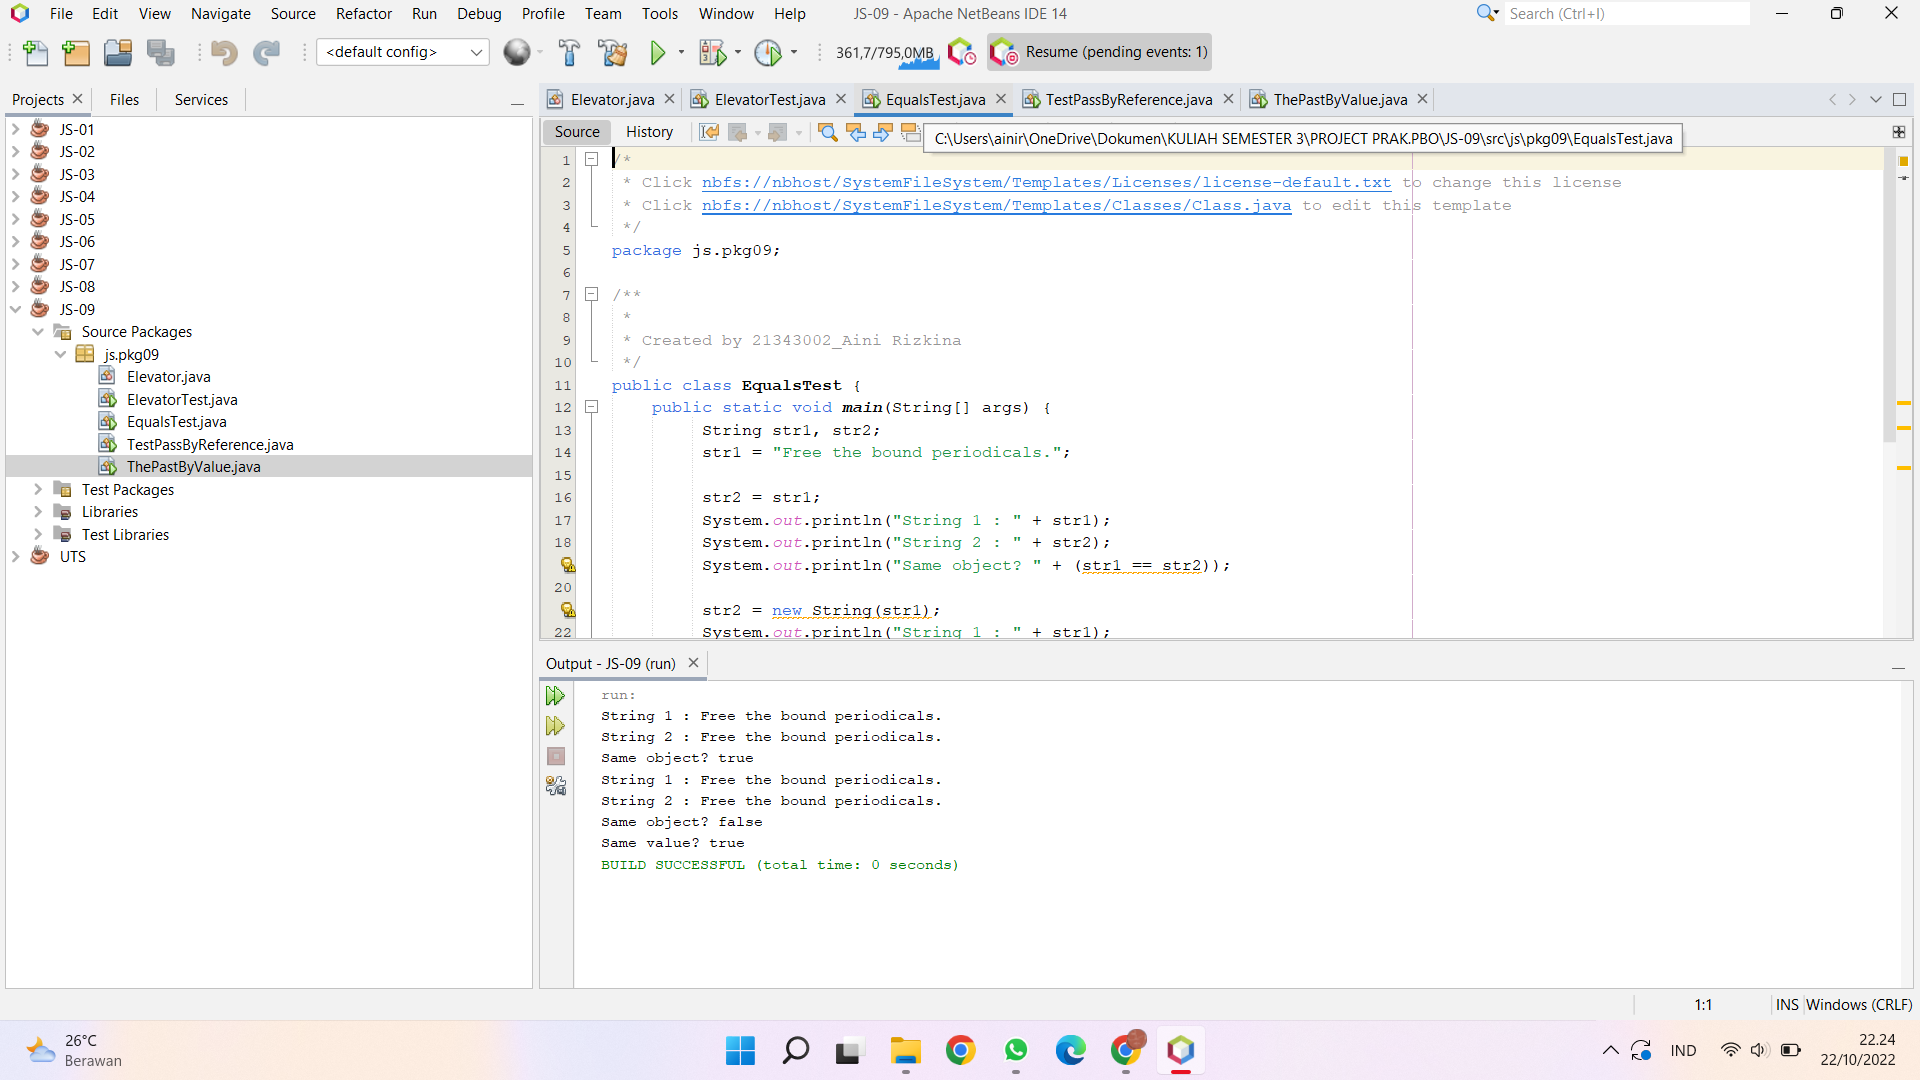 File Edit View Navigate Source Refactor Run Debug Profile Team Tools Window Help JS-09 - Apache NetBeans IDE 14 Search (Ctrl+I)
<default config> 361,7/795,0MB Resume (pending events: 1)
Projects Files Services
Elevator.java ElevatorTest.java EqualsTest.java TestPassByReference.java ThePastByValue.java
Source History
C:\Users\ainir\OneDrive\Dokumen\KULIAH SEMESTER 3\PROJECT PRAK.PBO\JS-09\src\js\pkg09\EqualsTest.java
JS-01
JS-02
JS-03
JS-04
JS-05
JS-06
JS-07
JS-08
JS-09
Source Packages
js.pkg09
Elevator.java
ElevatorTest.java
EqualsTest.java
TestPassByReference.java
ThePastByValue.java
Test Packages
Libraries
Test Libraries
UTS
1 /*
2 * Click nbfs://nbhost/SystemFileSystem/Templates/Licenses/license-default.txt to change this license
3 * Click nbfs://nbhost/SystemFileSystem/Templates/Classes/Class.java to edit this template
4 */
5 package js.pkg09;
6
7 /**
8 *
9 * Created by 21343002_Aini Rizkina
10 */
11 public class EqualsTest {
12 public static void main(String[] args) {
13 String str1, str2;
14 str1 = "Free the bound periodicals.";
15
16 str2 = str1;
17 System.out.println("String 1 : " + str1);
18 System.out.println("String 2 : " + str2);
System.out.println("Same object? " + (str1 == str2));
20
str2 = new String(str1);
22 System.out.println("String 1 : " + str1);
Output - JS-09 (run)
run:
String 1 : Free the bound periodicals.
String 2 : Free the bound periodicals.
Same object? true
String 1 : Free the bound periodicals.
String 2 : Free the bound periodicals.
Same object? false
Same value? true
BUILD SUCCESSFUL (total time: 0 seconds)
1:1 INS Windows (CRLF)
26°C
Berawan
IND
22.24
22/10/2022